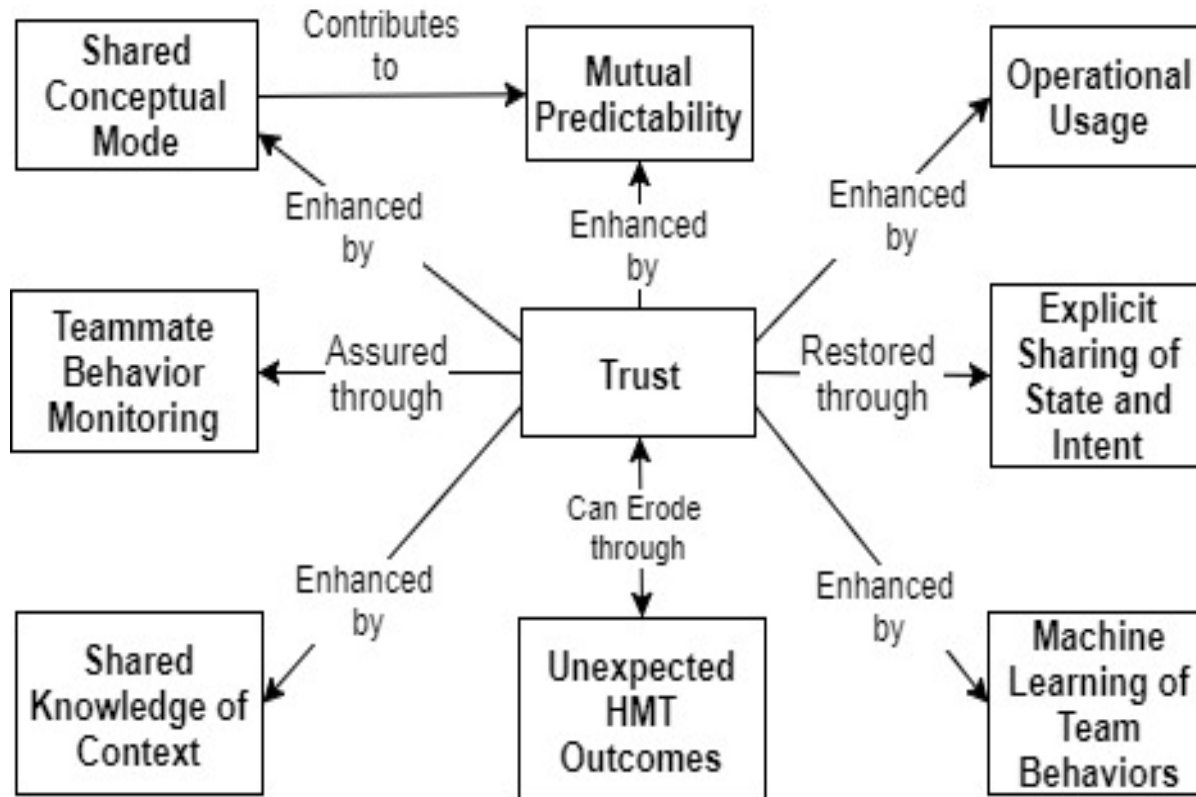 Shared
Conceptual
Mode
Contributes
to
Mutual
Predictability
Operational
Usage
Enhanced
by
Enhanced
by
Enhanced
by
Teammate
Behavior
Monitoring
Assured
through
Trust
Restored
through
Explicit
Sharing of
State and
Intent
Can Erode
through
Enhanced
by
Enhanced
by
Shared
Knowledge of
Context
Unexpected
HMT
Outcomes
Machine
Learning of
Team
Behaviors